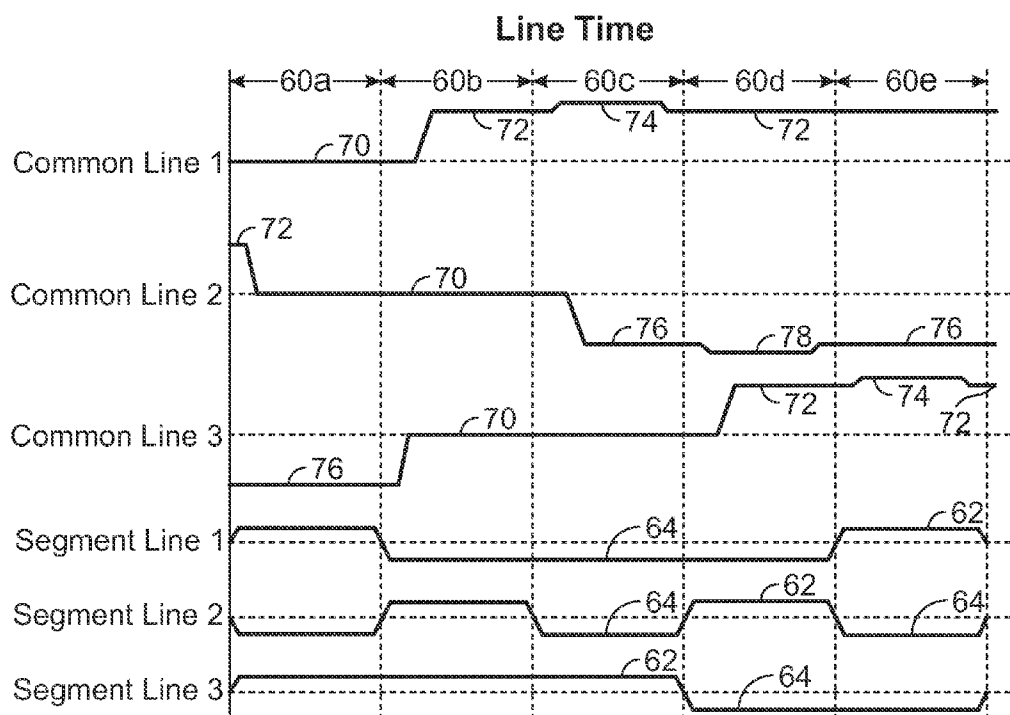 Line Time
60a 60b 60c 60d 60e
72 74 72
Common Line 1 70
72
Common Line 2 70
76 78 76
72 74 72
Common Line 3 70
76
Segment Line 1 64 62
Segment Line 2 64 62 64
Segment Line 3 62 64